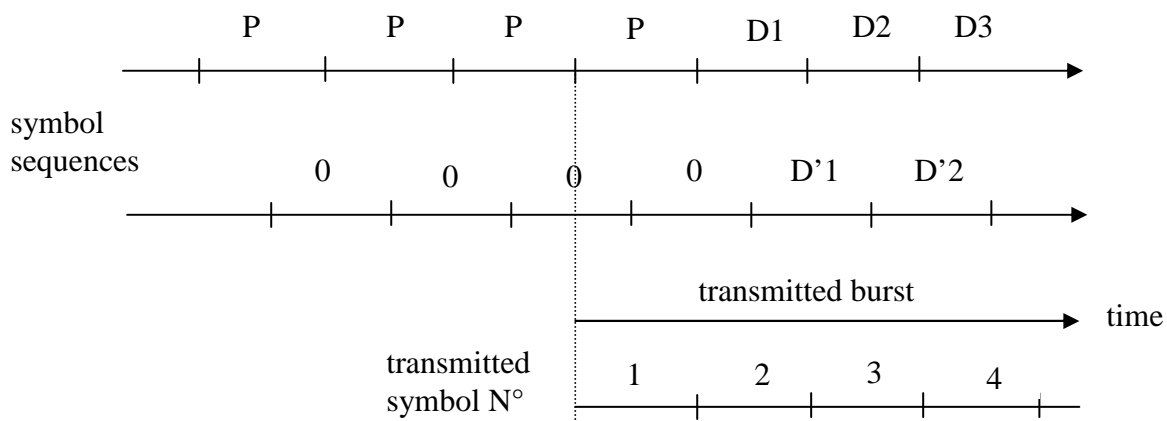 P P P P D1 D2 D3
symbol
sequences
0 0 0 0 D’1 D’2
transmitted burst
time
transmitted
symbol N°
1 2 3 4